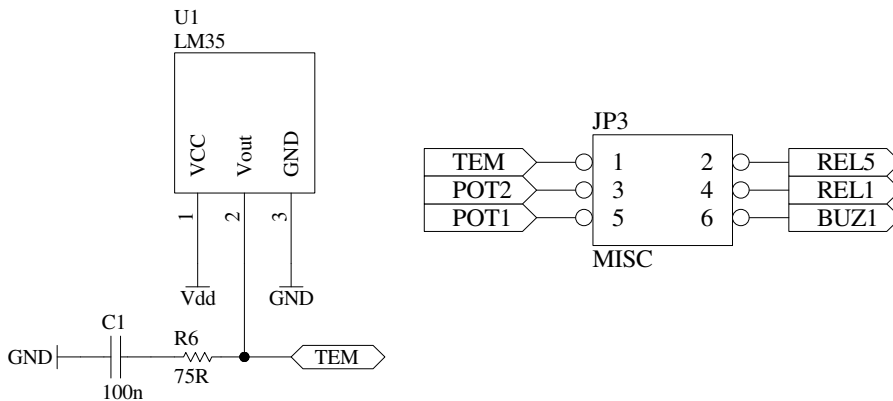 U1
LM35
VCC
Vout
GND
1
2
3
Vdd
GND
C1
R6
GND
TEM
100n
75R
JP3
TEM 1 2 REL5
POT2 3 4 REL1
POT1 5 6 BUZ1
MISC